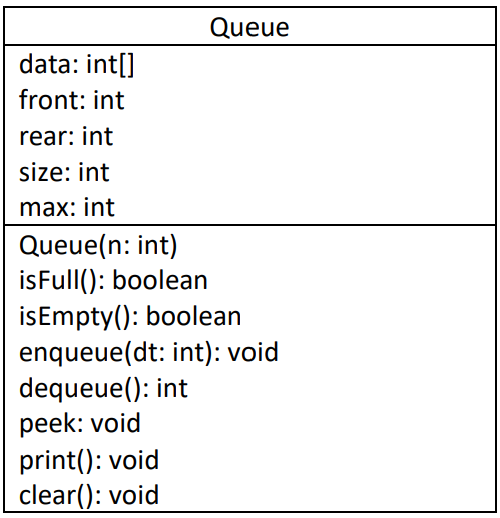 Queue
data: int[]
front: int
rear: int
size: int
max: int
Queue(n: int)
isFull(): boolean
isEmpty(): boolean
enqueue(dt: int): void
dequeue(): int
peek: void
print(): void
clear(): void